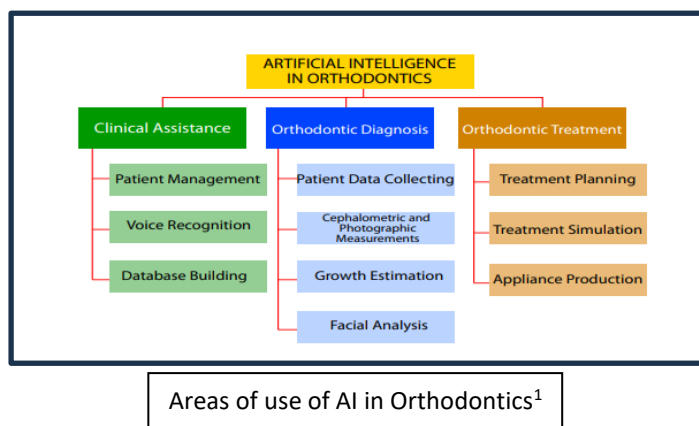 ARTIFICIAL INTELLIGENCE
IN ORTHODONTICS
Clinical Assistance
Patient Management
Voice Recognition
Database Building
Orthodontic Diagnosis
Patient Data Collecting
Cephalometric and
Photographic
Measurements
Growth Estimation
Facial Analysis
Orthodontic Treatment
Treatment Planning
Treatment Simulation
Appliance Production
Areas of use of AI in Orthodontics¹